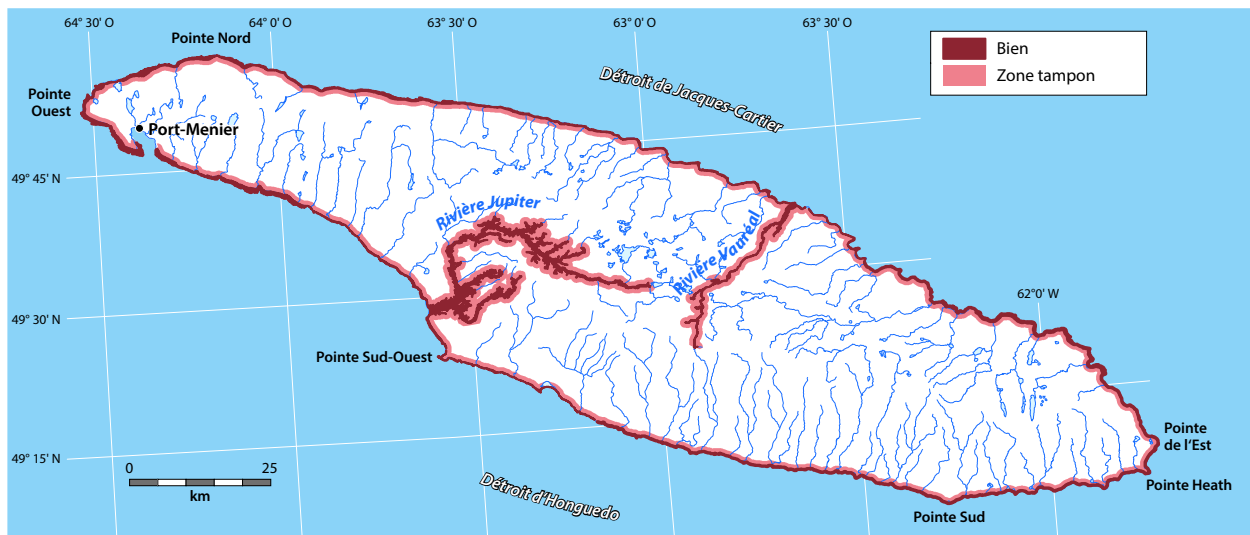 64° 30' O
64° 0' O
63° 30' O
63° 0' O
63° 30' O
Pointe Nord
Bien
Zone tampon
Détroit de Jacques-Cartier
Pointe
Ouest
Port-Menier
49° 45' N
Rivière Jupiter
Rivière Vauréal
62°0' W
49° 30' N
Pointe Sud-Ouest
Pointe
de l'Est
49° 15' N
0
25
km
Détroit d'Honguedo
Pointe Heath
Pointe Sud